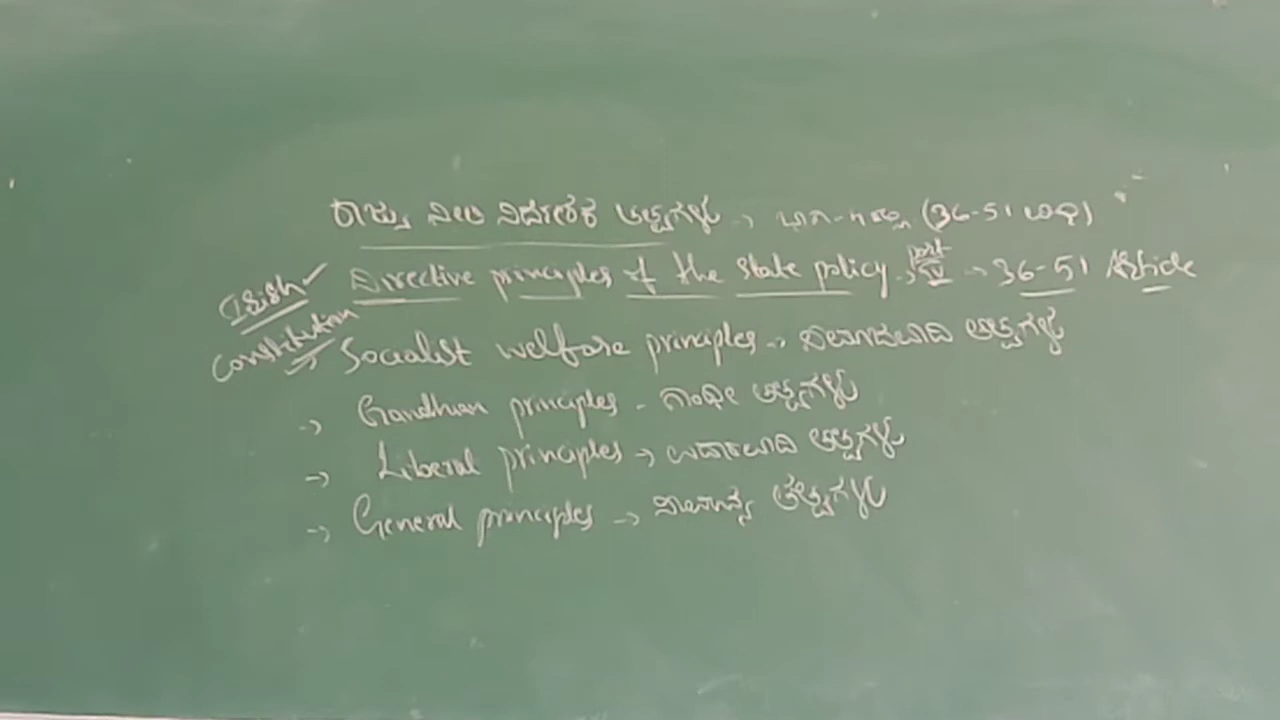 ರಾಜ್ಯ ನೀತಿ ನಿರ್ದೇಶಕ ತತ್ವಗಳು → ಭಾಗ-4 (36-51 ವಿಧಿ)
Irish ✓ Directive principles of the state policy → part IV → 36-51 Article
Constitution
→ Socialist welfare principles → ಸಮಾಜವಾದಿ ತತ್ವಗಳು
→ Gandhian principles - ಗಾಂಧೀ ತತ್ವಗಳು
→ Liberal principles → ಉದಾರವಾದಿ ತತ್ವಗಳು
→ General principles → ಸಾಮಾನ್ಯ ತತ್ವಗಳು